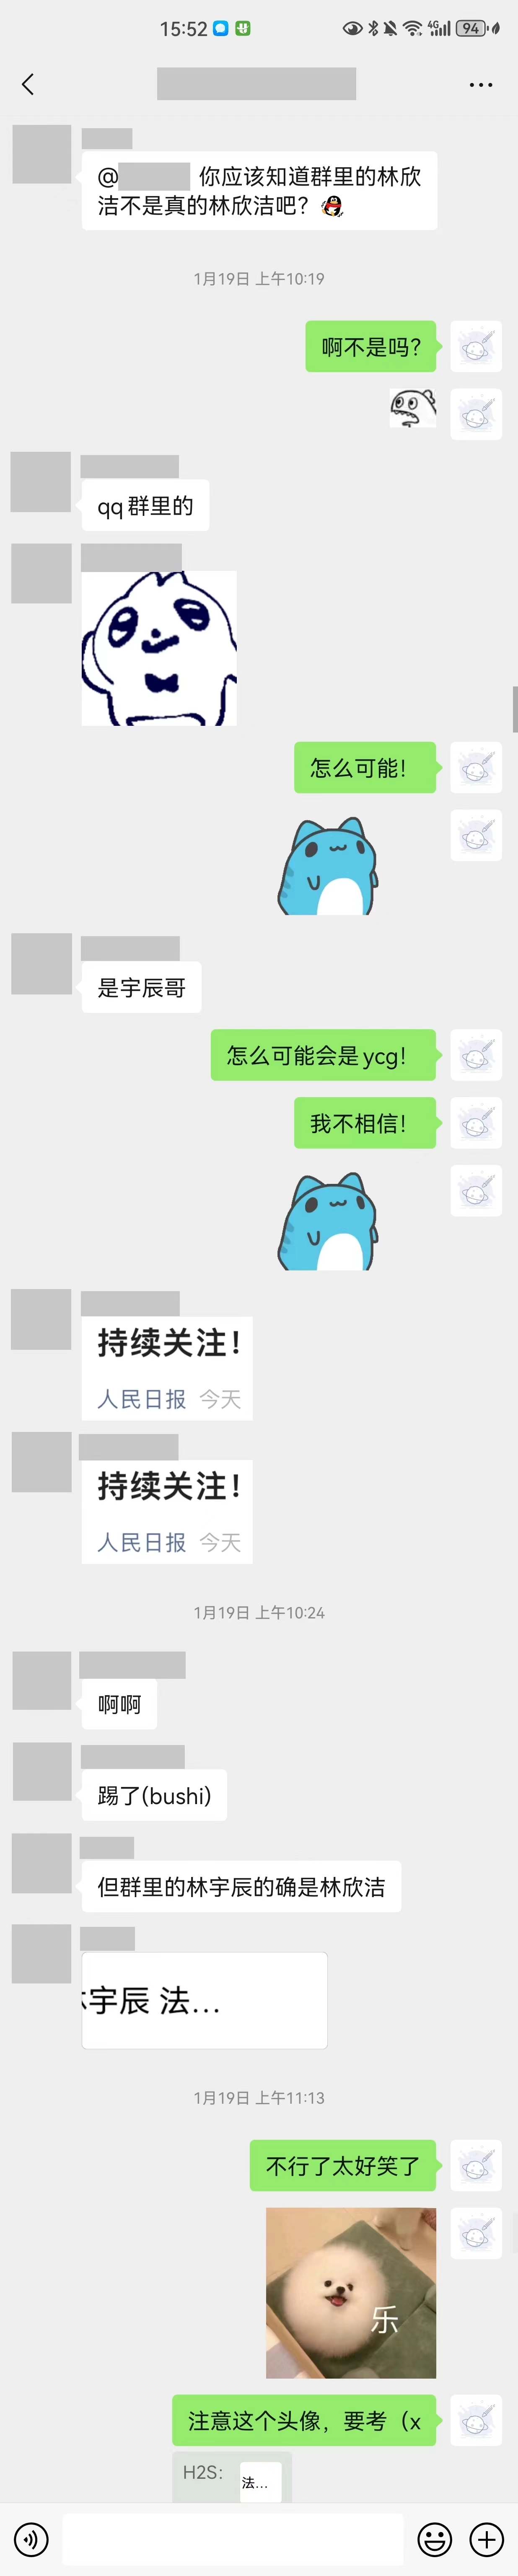 15:52
4G
94
@ 你应该知道群里的林欣
洁不是真的林欣洁吧？
1月19日 上午10:19
啊不是吗？
qq群里的
怎么可能！
是宇辰哥
怎么可能会是ycg！
我不相信！
持续关注！
人民日报 今天
持续关注！
人民日报 今天
1月19日 上午10:24
啊啊
踢了(bushi)
但群里的林宇辰的确是林欣洁
宇辰 法...
1月19日 上午11:13
不行了太好笑了
乐
注意这个头像，要考（x
H2S:
法...